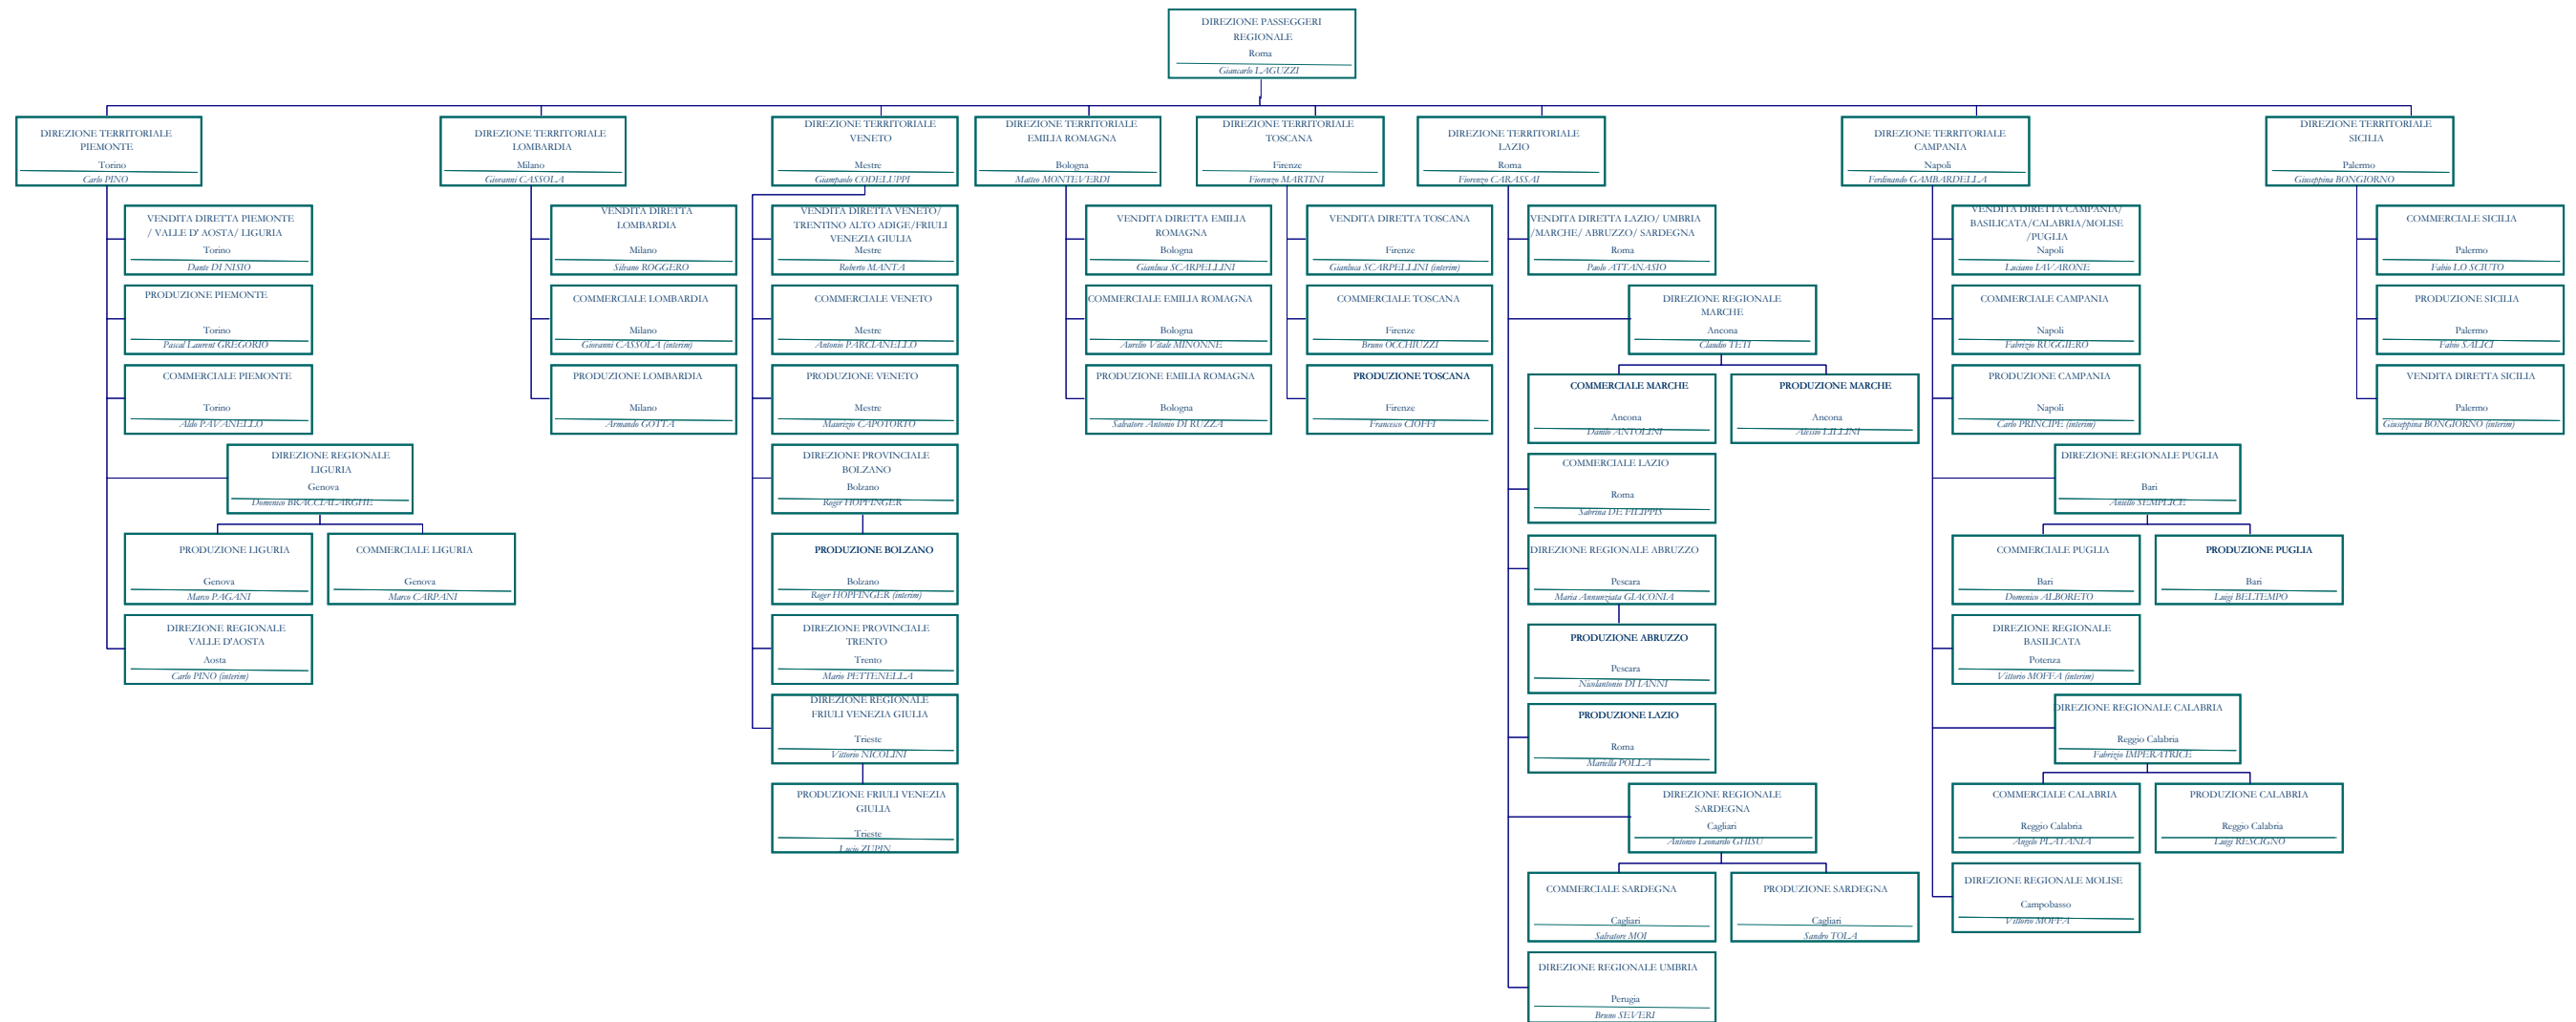 DIREZIONE PASSEGGERI
REGIONALE
Roma
Giancarlo LAGUZZI
DIREZIONE TERRITORIALE
PIEMONTE
Torino
Carlo PINO
VENDITA DIRETTA PIEMONTE
/ VALLE D' AOSTA/ LIGURIA
Torino
Dante DI NISIO
PRODUZIONE PIEMONTE
Torino
Pascal Laurent GREGORIO
COMMERCIALE PIEMONTE
Torino
Aldo PAVANELLO
DIREZIONE REGIONALE
LIGURIA
Genova
Domenico BRACCIALARGHE
PRODUZIONE LIGURIA
Genova
Marco PAGANI
COMMERCIALE LIGURIA
Genova
Marco CARPANI
DIREZIONE REGIONALE
VALLE D'AOSTA
Aosta
Carlo PINO (interim)
DIREZIONE TERRITORIALE
LOMBARDIA
Milano
Giovanni CASSOLA
VENDITA DIRETTA
LOMBARDIA
Milano
Silvano ROGGERO
COMMERCIALE LOMBARDIA
Milano
Giovanni CASSOLA (interim)
PRODUZIONE LOMBARDIA
Milano
Armando GOTTA
DIREZIONE TERRITORIALE
VENETO
Mestre
Giampaolo CODELUPPI
VENDITA DIRETTA VENETO/
TRENTINO ALTO ADIGE/FRIULI
VENEZIA GIULIA
Mestre
Roberto MANTA
COMMERCIALE VENETO
Mestre
Antonio PARCIANELLO
PRODUZIONE VENETO
Mestre
Maurizio CAPOTORTO
DIREZIONE PROVINCIALE
BOLZANO
Bolzano
Roger HOPFINGER
PRODUZIONE BOLZANO
Bolzano
Roger HOPFINGER (interim)
DIREZIONE PROVINCIALE
TRENTO
Trento
Mario PETTENELLA
DIREZIONE REGIONALE
FRIULI VENEZIA GIULIA
Trieste
Vittorio NICOLINI
PRODUZIONE FRIULI VENEZIA
GIULIA
Trieste
Lucio ZUPIN
DIREZIONE TERRITORIALE
EMILIA ROMAGNA
Bologna
Matteo MONTEVERDI
VENDITA DIRETTA EMILIA
ROMAGNA
Bologna
Gianluca SCARPELLINI
COMMERCIALE EMILIA ROMAGNA
Bologna
Aurelio Vitale MINONNE
PRODUZIONE EMILIA ROMAGNA
Bologna
Salvatore Antonio DI RUZZA
DIREZIONE TERRITORIALE
TOSCANA
Firenze
Fiorenzo MARTINI
VENDITA DIRETTA TOSCANA
Firenze
Gianluca SCARPELLINI (interim)
COMMERCIALE TOSCANA
Firenze
Bruno OCCHIUZZI
PRODUZIONE TOSCANA
Firenze
Francesco CIOFFI
DIREZIONE TERRITORIALE
LAZIO
Roma
Fiorenzo CARASSAI
VENDITA DIRETTA LAZIO/ UMBRIA
/MARCHE/ ABRUZZO/ SARDEGNA
Roma
Paolo ATTANASIO
DIREZIONE REGIONALE
MARCHE
Ancona
Claudio TETI
COMMERCIALE MARCHE
Ancona
Danilo ANTOLINI
PRODUZIONE MARCHE
Ancona
Alessio LILLINI
COMMERCIALE LAZIO
Roma
Sabrina DE FILIPPIS
DIREZIONE REGIONALE ABRUZZO
Pescara
Maria Annunziata GIACONIA
PRODUZIONE ABRUZZO
Pescara
Nicolantonio DI IANNI
PRODUZIONE LAZIO
Roma
Mariella POLLA
DIREZIONE REGIONALE
SARDEGNA
Cagliari
Antonio Leonardo GHISU
COMMERCIALE SARDEGNA
Cagliari
Salvatore MOI
PRODUZIONE SARDEGNA
Cagliari
Sandro TOLA
DIREZIONE REGIONALE UMBRIA
Perugia
Bruno SEVERI
DIREZIONE TERRITORIALE
CAMPANIA
Napoli
Ferdinando GAMBARDELLA
VENDITA DIRETTA CAMPANIA/
BASILICATA/CALABRIA/MOLISE
/PUGLIA
Napoli
Luciano IAVARONE
COMMERCIALE CAMPANIA
Napoli
Fabrizio RUGGIERO
PRODUZIONE CAMPANIA
Napoli
Carlo PRINCIPE (interim)
DIREZIONE REGIONALE PUGLIA
Bari
Aniello SEMPLICE
COMMERCIALE PUGLIA
Bari
Domenico ALBORETO
PRODUZIONE PUGLIA
Bari
Luigi BELTEMPO
DIREZIONE REGIONALE
BASILICATA
Potenza
Vittorio MOFFA (interim)
DIREZIONE REGIONALE CALABRIA
Reggio Calabria
Fabrizio IMPERATRICE
COMMERCIALE CALABRIA
Reggio Calabria
Angelo PLATANIA
PRODUZIONE CALABRIA
Reggio Calabria
Luigi RESCIGNO
DIREZIONE REGIONALE MOLISE
Campobasso
Vittorio MOFFA
DIREZIONE TERRITORIALE
SICILIA
Palermo
Giuseppina BONGIORNO
COMMERCIALE SICILIA
Palermo
Fabio LO SCIUTO
PRODUZIONE SICILIA
Palermo
Fabio SALICI
VENDITA DIRETTA SICILIA
Palermo
Giuseppina BONGIORNO (interim)